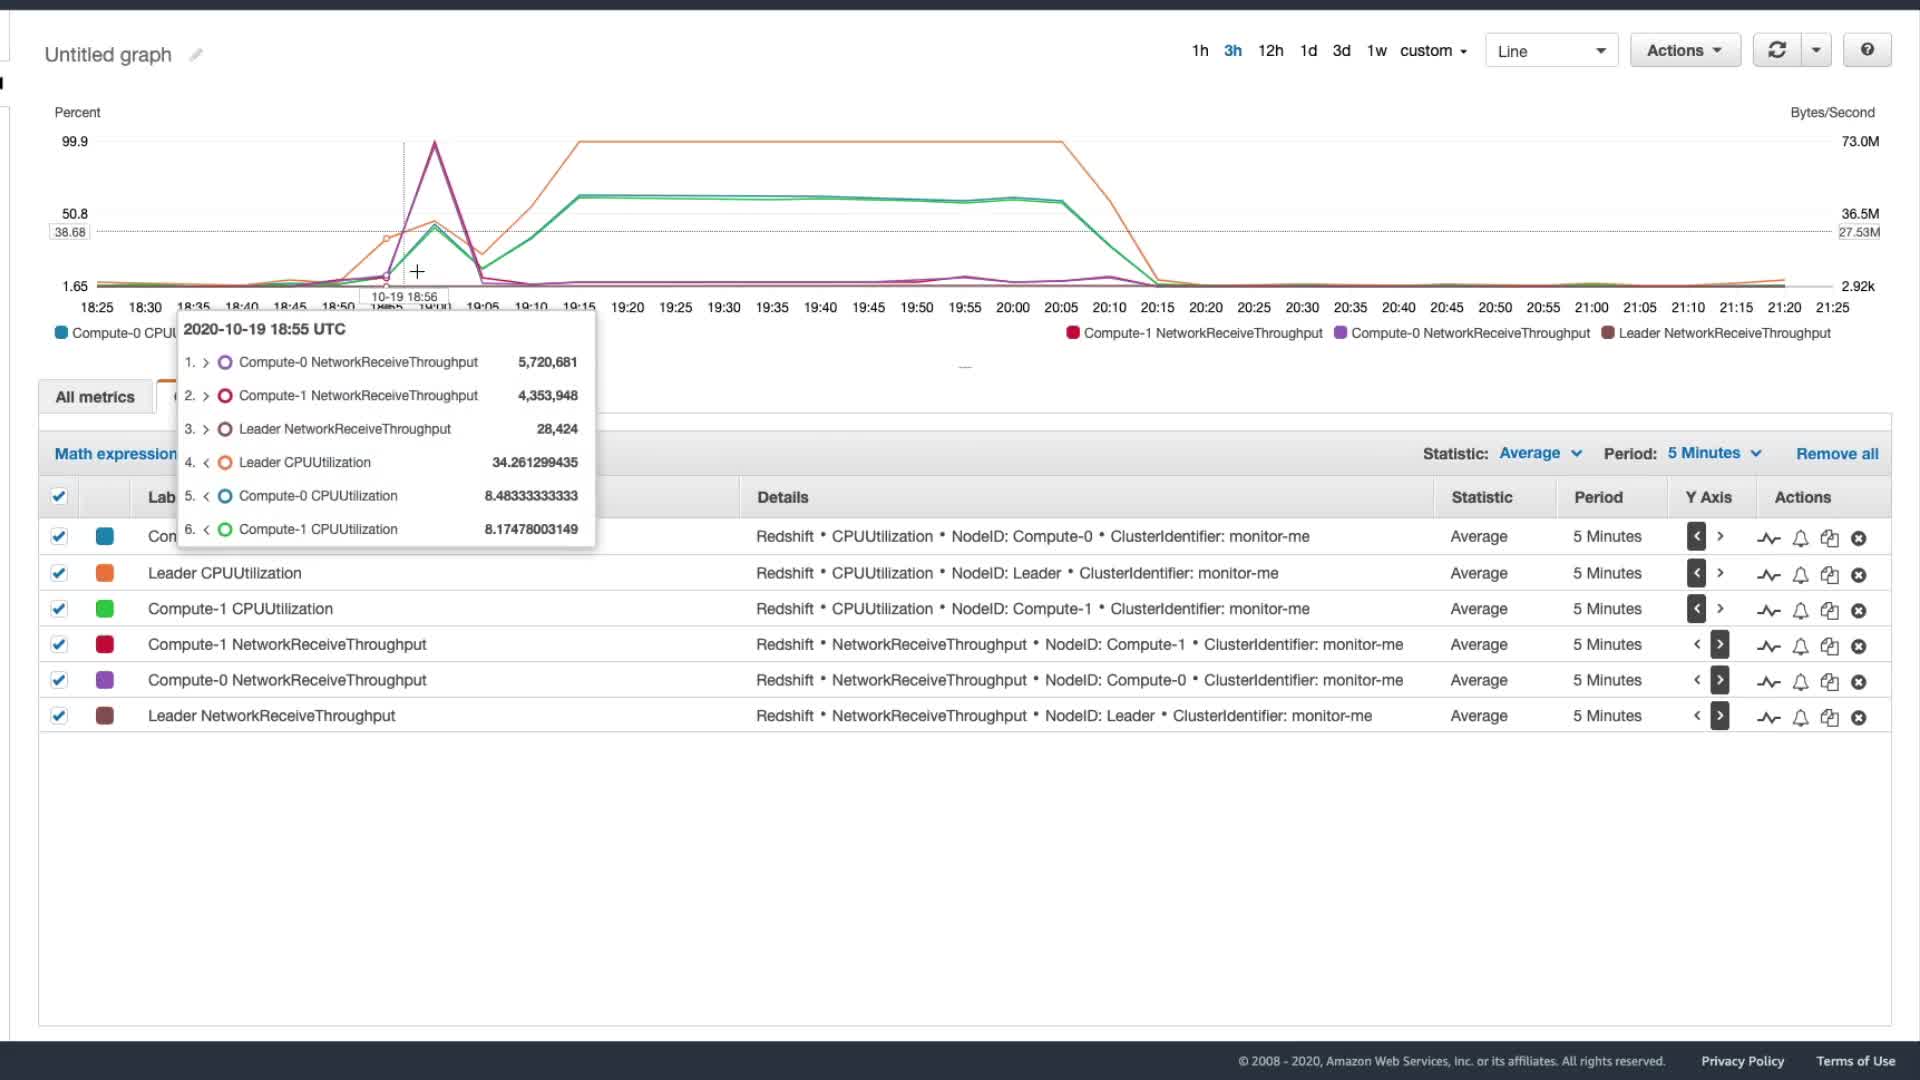 Untitled graph
1h 3h 12h 1d 3d 1w custom Line Actions
Percent Bytes/Second
99.9 73.0M
50.8 36.5M
38.68 27.53M
1.65 2.92k
10-19 18:56
18:25 18:30 18:35 18:40 18:45 18:50 18:55 19:00 19:05 19:10 19:15 19:20 19:25 19:30 19:35 19:40 19:45 19:50 19:55 20:00 20:05 20:10 20:15 20:20 20:25 20:30 20:35 20:40 20:45 20:50 20:55 21:00 21:05 21:10 21:15 21:20 21:25
Compute-0 CPU Compute-1 NetworkReceiveThroughput Compute-0 NetworkReceiveThroughput Leader NetworkReceiveThroughput
2020-10-19 18:55 UTC
1. > Compute-0 NetworkReceiveThroughput 5,720,681
2. > Compute-1 NetworkReceiveThroughput 4,353,948
3. > Leader NetworkReceiveThroughput 28,424
4. < Leader CPUUtilization 34.261299435
5. < Compute-0 CPUUtilization 8.48333333333
6. < Compute-1 CPUUtilization 8.17478003149
All metrics
Math expression Statistic: Average Period: 5 Minutes Remove all
Lab Details Statistic Period Y Axis Actions
Com Redshift • CPUUtilization • NodeID: Compute-0 • ClusterIdentifier: monitor-me Average 5 Minutes < >
Leader CPUUtilization Redshift • CPUUtilization • NodeID: Leader • ClusterIdentifier: monitor-me Average 5 Minutes < >
Compute-1 CPUUtilization Redshift • CPUUtilization • NodeID: Compute-1 • ClusterIdentifier: monitor-me Average 5 Minutes < >
Compute-1 NetworkReceiveThroughput Redshift • NetworkReceiveThroughput • NodeID: Compute-1 • ClusterIdentifier: monitor-me Average 5 Minutes < >
Compute-0 NetworkReceiveThroughput Redshift • NetworkReceiveThroughput • NodeID: Compute-0 • ClusterIdentifier: monitor-me Average 5 Minutes < >
Leader NetworkReceiveThroughput Redshift • NetworkReceiveThroughput • NodeID: Leader • ClusterIdentifier: monitor-me Average 5 Minutes < >
© 2008 - 2020, Amazon Web Services, Inc. or its affiliates. All rights reserved. Privacy Policy Terms of Use